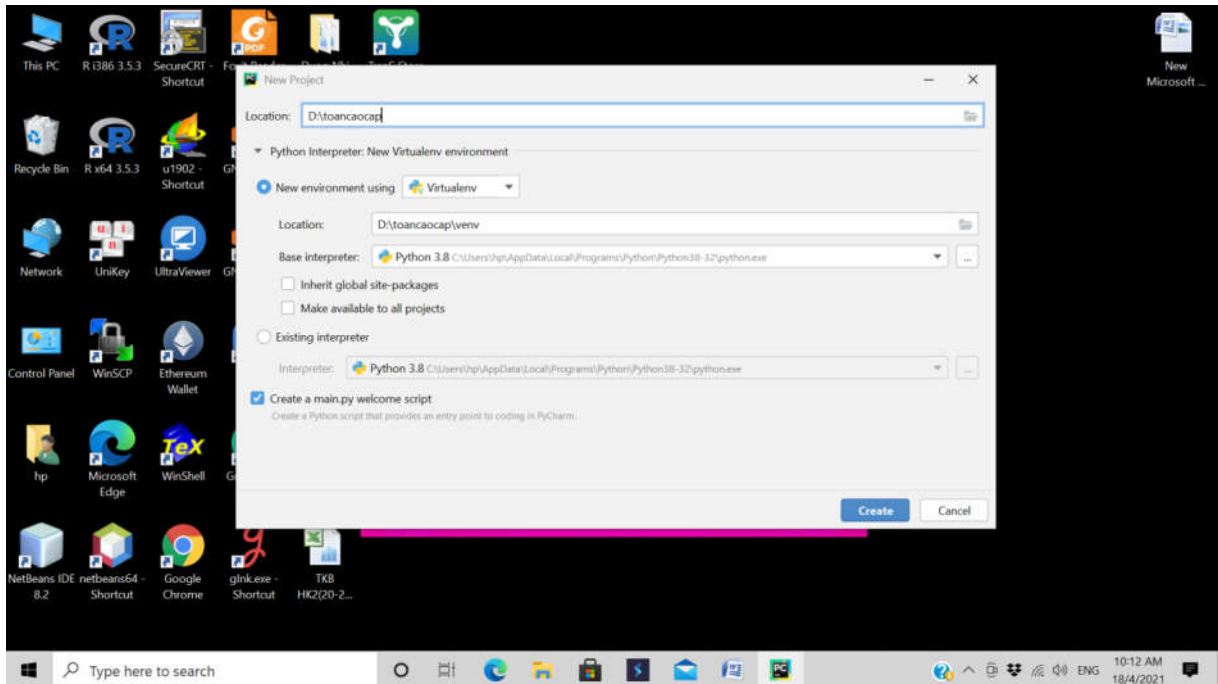 This PC
R i386 3.5.3
SecureCRT -
Shortcut
New
Microsoft ...
PDF
New Project
Location:
D:\toancaocap
Python Interpreter: New Virtualenv environment
New environment using
Virtualenv
Location:
D:\toancaocap\venv
Base interpreter:
Python 3.8 C:\Users\hp\AppData\Local\Programs\Python\Python38-32\python.exe
...
Inherit global site-packages
Make available to all projects
Existing interpreter
Interpreter:
Python 3.8 C:\Users\hp\AppData\Local\Programs\Python\Python38-32\python.exe
...
Create a main.py welcome script
Create a Python script that provides an entry point to coding in PyCharm.
Create
Cancel
Recycle Bin
R x64 3.5.3
u1902 -
Shortcut
Network
UniKey
UltraViewer
Control Panel
WinSCP
Ethereum
Wallet
hp
Microsoft
Edge
TeX
WinShell
NetBeans IDE
8.2
netbeans64 -
Shortcut
Google
Chrome
gInk.exe -
Shortcut
TKB
HK2(20-2...
Type here to search
PC
ENG
10:12 AM
18/4/2021